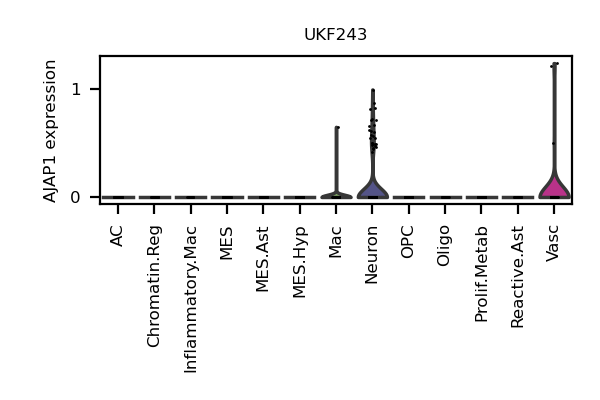 UKF243
AJAP1 expression
1
0
AC
Chromatin.Reg
Inflammatory.Mac
MES
MES.Ast
MES.Hyp
Mac
Neuron
OPC
Oligo
Prolif.Metab
Reactive.Ast
Vasc